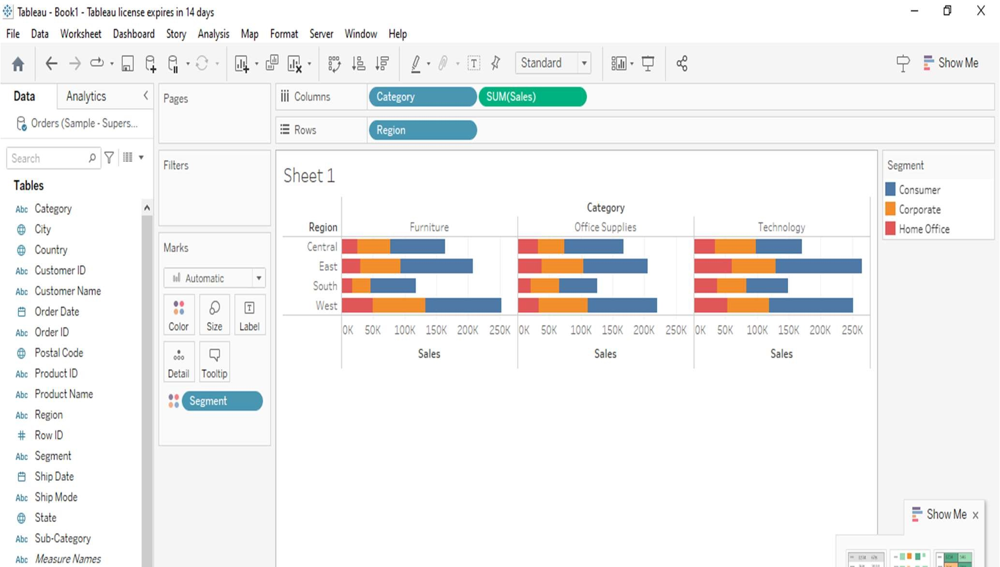 Tableau - Book1 - Tableau license expires in 14 days
File Data Worksheet Dashboard Story Analysis Map Format Server Window Help
Standard Show Me
Data Analytics
Orders (Sample - Supers...
Search
Tables
Abc Category
City
Country
Abc Customer ID
Abc Customer Name
Order Date
Abc Order ID
Postal Code
Abc Product ID
Abc Product Name
Abc Region
Row ID
Abc Segment
Ship Date
Abc Ship Mode
State
Abc Sub-Category
Abc Measure Names
Pages
Filters
Marks
Automatic
Color Size Label
Detail Tooltip
Segment
Columns Category SUM(Sales)
Rows Region
Sheet 1
Category
Region Furniture Office Supplies Technology
Central
East
South
West
0K 50K 100K 150K 200K 250K 0K 50K 100K 150K 200K 250K 0K 50K 100K 150K 200K 250K
Sales Sales Sales
Segment
Consumer
Corporate
Home Office
Show Me